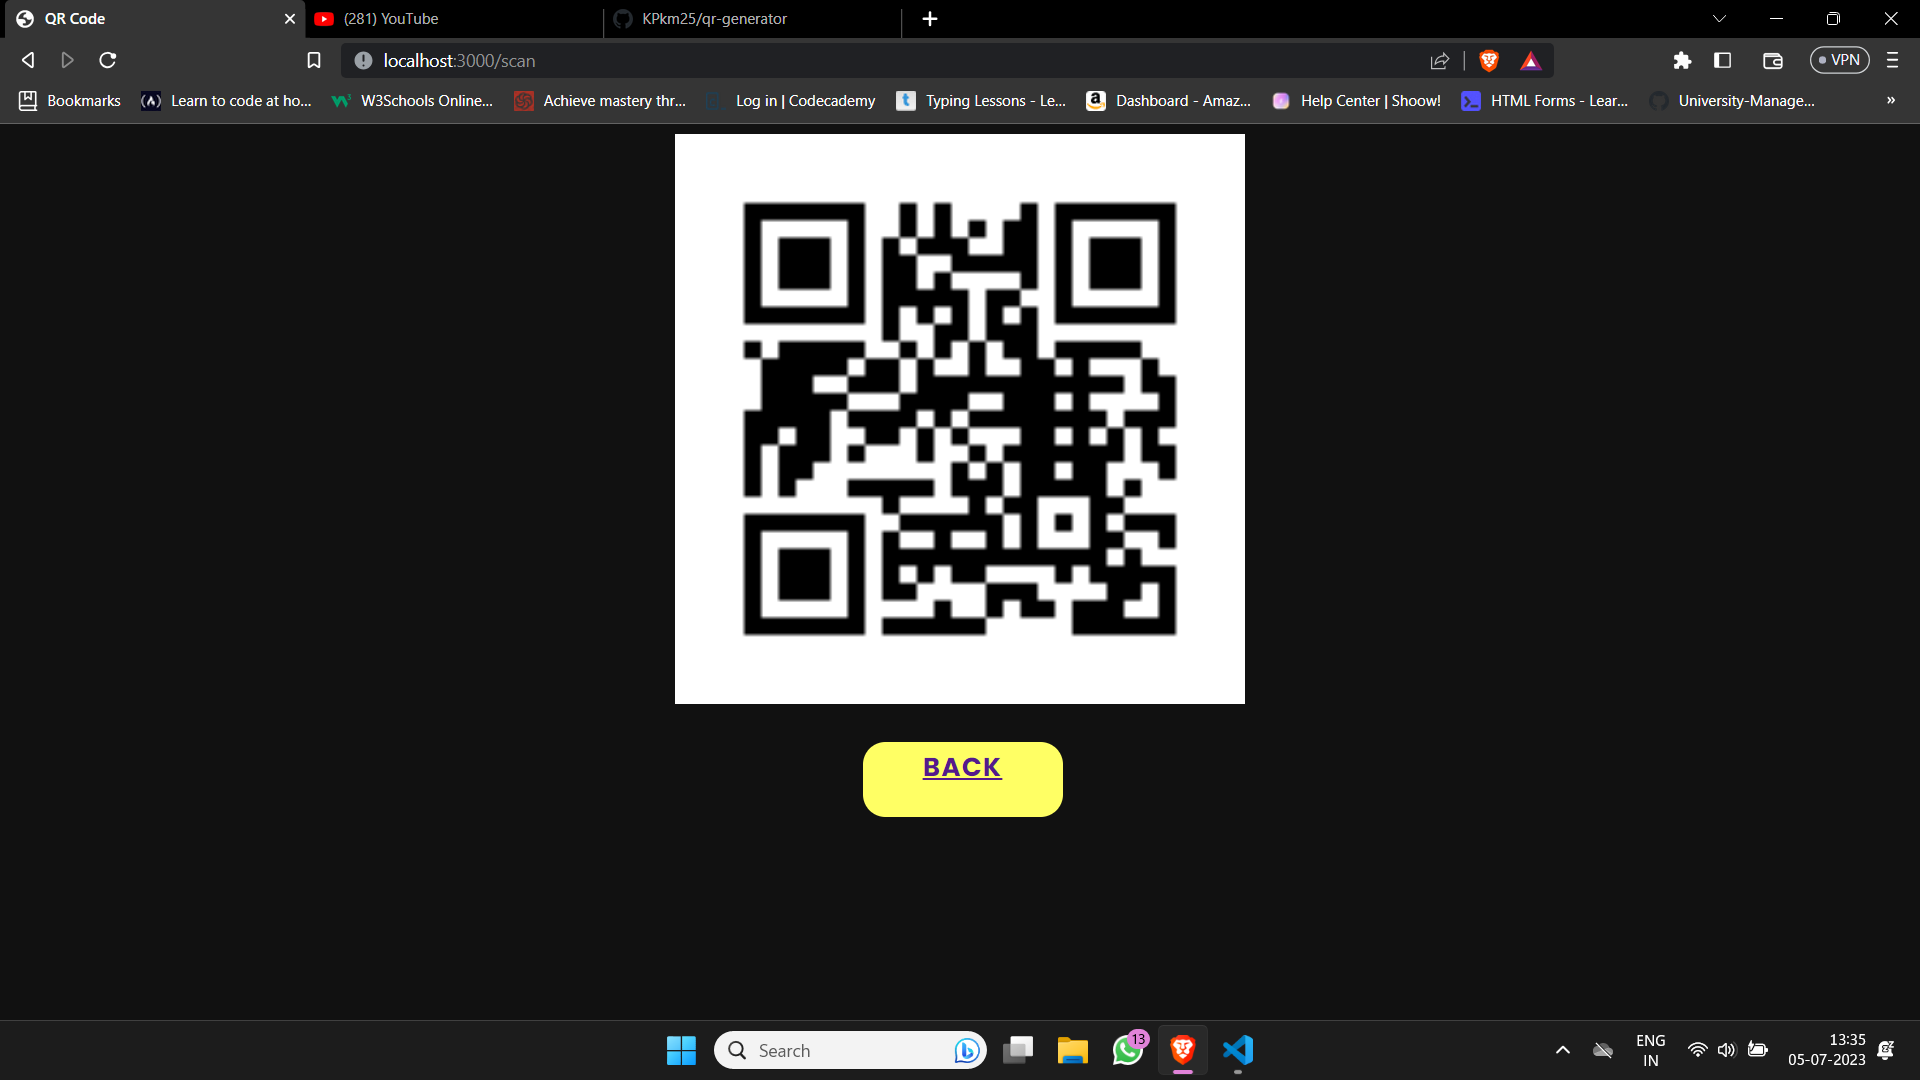 QR Code
(281) YouTube
KPkm25/qr-generator
localhost:3000/scan
VPN
Bookmarks
Learn to code at ho...
W3Schools Online...
Achieve mastery thr...
Log in | Codecademy
Typing Lessons - Le...
Dashboard - Amaz...
Help Center | Shoow!
HTML Forms - Lear...
University-Manage...
BACK
Search
13
ENG
IN
13:35
05-07-2023